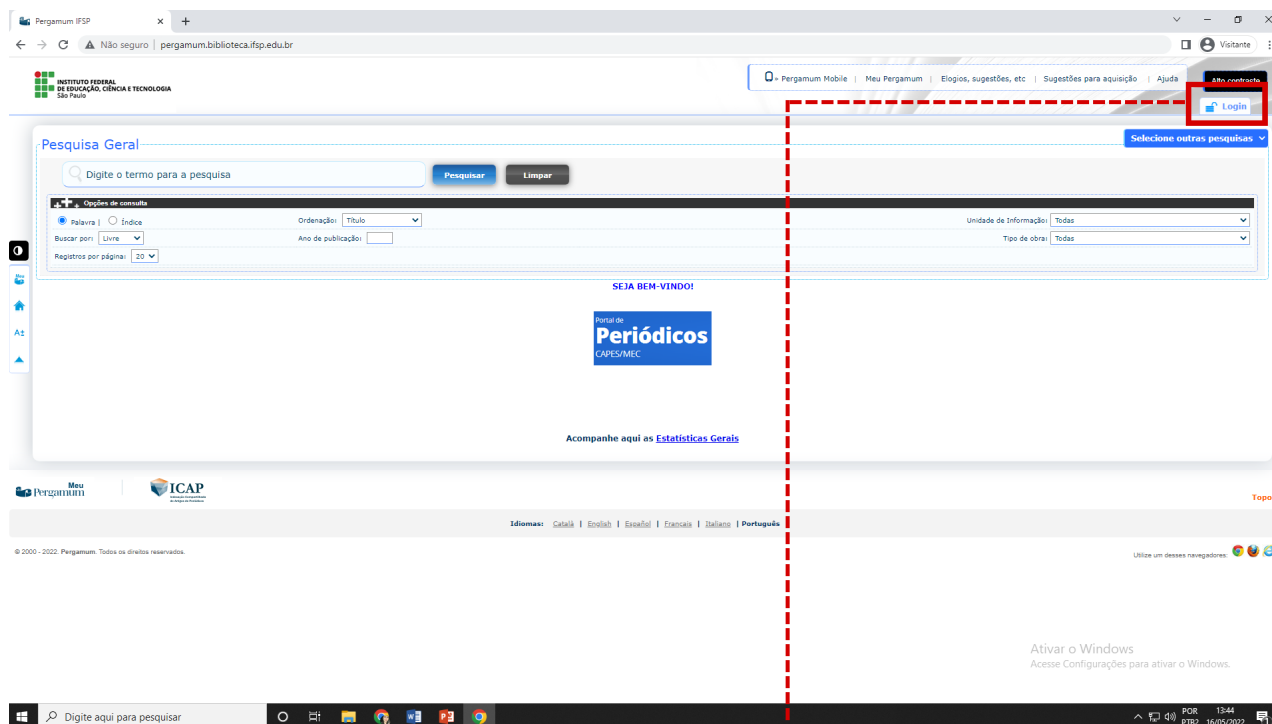 Pergamum IFSP
Não seguro | pergamum.biblioteca.ifsp.edu.br
Visitante
INSTITUTO FEDERAL
DE EDUCAÇÃO, CIÊNCIA E TECNOLOGIA
São Paulo
» Pergamum Mobile | Meu Pergamum | Elogios, sugestões, etc | Sugestões para aquisição | Ajuda
Alto contraste
Login
Selecione outras pesquisas
Pesquisa Geral
Digite o termo para a pesquisa
Pesquisar
Limpar
Opções de consulta
Palavra | Índice
Ordenação: Título
Unidade de Informação: Todas
Buscar por: Livre
Ano de publicação:
Tipo de obra: Todas
Registros por página: 20
Meu
A±
SEJA BEM-VINDO!
Portal de
Periódicos
CAPES/MEC
Acompanhe aqui as Estatísticas Gerais
Meu
Pergamum
ICAP
Topo
Idiomas: Català | English | Español | Français | Italiano | Português
© 2000 - 2022. Pergamum. Todos os direitos reservados.
Utilize um desses navegadores:
Ativar o Windows
Acesse Configurações para ativar o Windows.
Digite aqui para pesquisar
POR
PTB2
13:44
16/05/2022